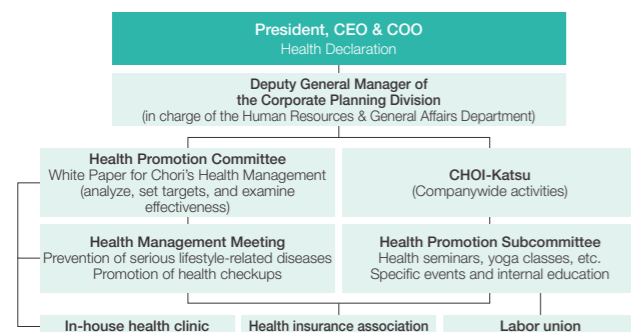 President, CEO & COO
Health Declaration
Deputy General Manager of
the Corporate Planning Division
(in charge of the Human Resources & General Affairs Department)
Health Promotion Committee
White Paper for Chori's Health Management
(analyze, set targets, and examine
effectiveness)
CHOI-Katsu
(Companywide activities)
Health Management Meeting
Prevention of serious lifestyle-related diseases
Promotion of health checkups
Health Promotion Subcommittee
Health seminars, yoga classes, etc.
Specific events and internal education
In-house health clinic
Health insurance association
Labor union